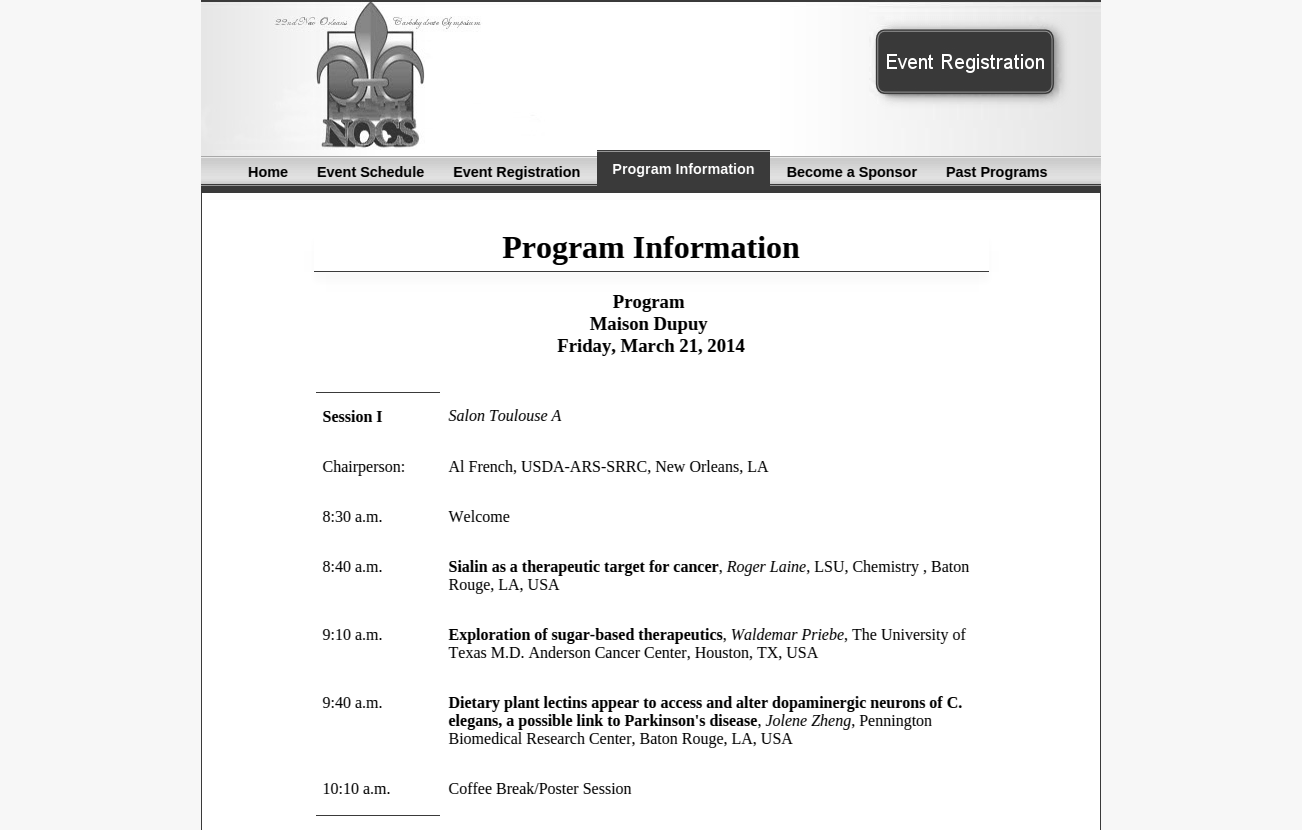 22nd New Orleans Carbohydrate Symposium
NOCS
Event Registration
Home Event Schedule Event Registration Program Information Become a Sponsor Past Programs
Program Information
Program
Maison Dupuy
Friday, March 21, 2014
Session I Salon Toulouse A
Chairperson: Al French, USDA-ARS-SRRC, New Orleans, LA
8:30 a.m. Welcome
8:40 a.m. Sialin as a therapeutic target for cancer, Roger Laine, LSU, Chemistry , Baton
Rouge, LA, USA
9:10 a.m. Exploration of sugar-based therapeutics, Waldemar Priebe, The University of
Texas M.D. Anderson Cancer Center, Houston, TX, USA
9:40 a.m. Dietary plant lectins appear to access and alter dopaminergic neurons of C.
elegans, a possible link to Parkinson's disease, Jolene Zheng, Pennington
Biomedical Research Center, Baton Rouge, LA, USA
10:10 a.m. Coffee Break/Poster Session